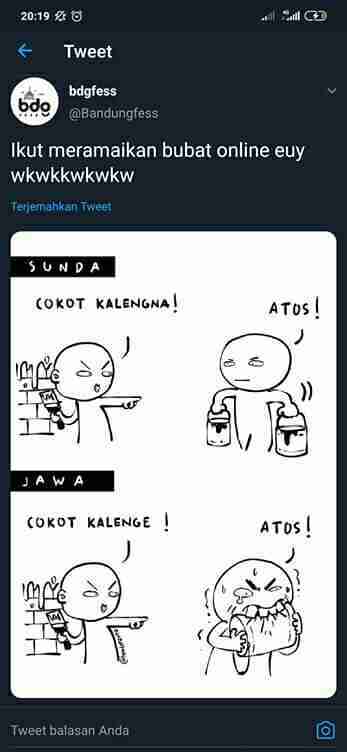 20:19
Tweet
bdg
bdgfess
@Bandungfess
Ikut meramaikan bubat online euy
wkwkkwkwkw
Terjemahkan Tweet
SUNDA
COKOT KALENGNA!
ATOS!
JAWA
COKOT KALENGE !
ATOS!
Tweet balasan Anda